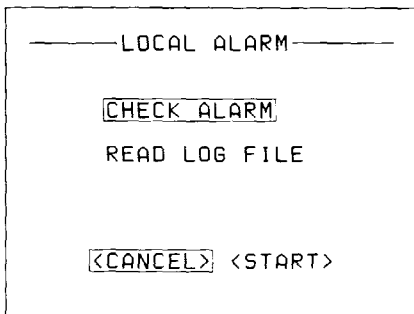 LOCAL ALARM
CHECK ALARM
READ LOG FILE
<CANCEL> <START>